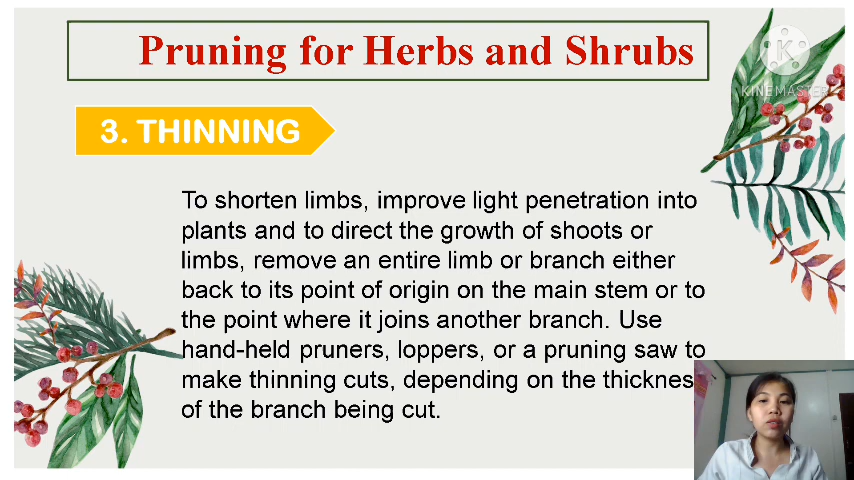 Pruning for Herbs and Shrubs
K
KINEMASTER
3. THINNING
To shorten limbs, improve light penetration into
plants and to direct the growth of shoots or
limbs, remove an entire limb or branch either
back to its point of origin on the main stem or to
the point where it joins another branch. Use
hand-held pruners, loppers, or a pruning saw to
make thinning cuts, depending on the thicknes
of the branch being cut.